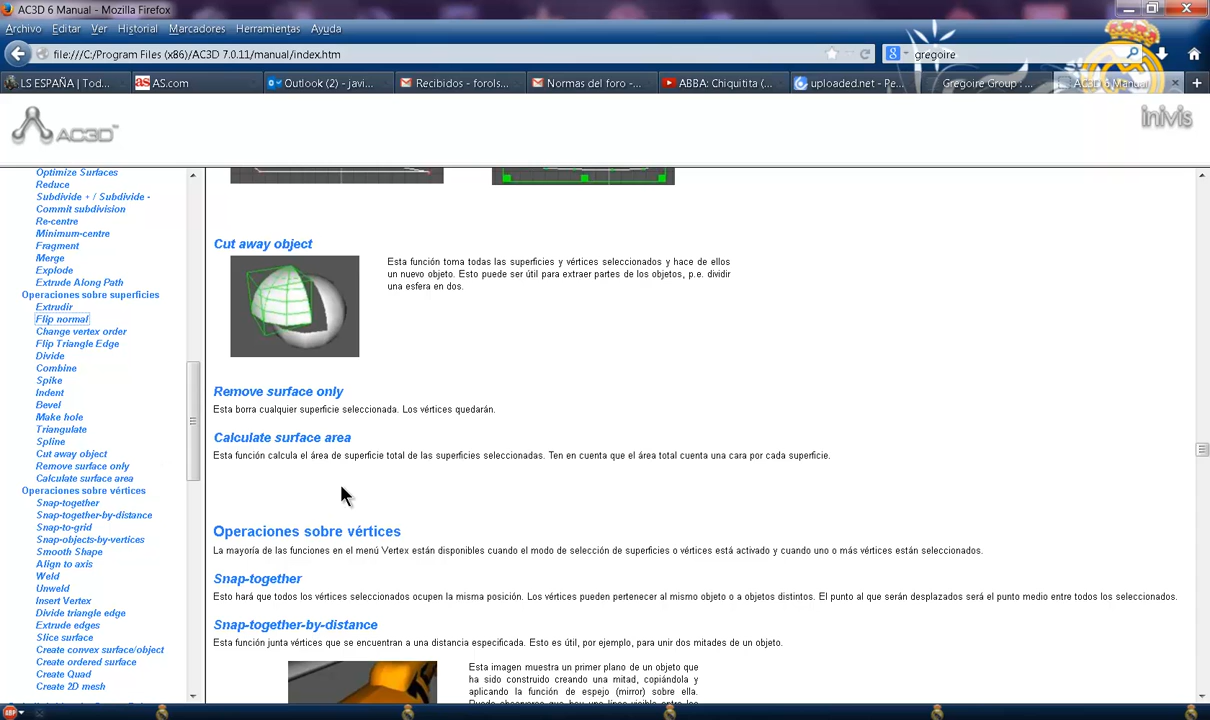 AC3D 6 Manual - Mozilla Firefox
Archivo Editar Ver Historial Marcadores Herramientas Ayuda
file:///C:/Program Files (x86)/AC3D 7.0.11/manual/index.htm
gregoire
LS ESPAÑA | Tod...
AS.com
Outlook (2) - javi...
Recibidos - forols...
Normas del foro -...
ABBA: Chiquitita (...
uploaded.net - Pe...
Gregoire Group : ...
AC3D 6 Manual
AC3D™
inivis
Optimize Surfaces
Reduce
Subdivide + / Subdivide -
Commit subdivision
Re-centre
Minimum-centre
Fragment
Merge
Explode
Extrude Along Path
Operaciones sobre superficies
Extrudir
Flip normal
Change vertex order
Flip Triangle Edge
Divide
Combine
Spike
Indent
Bevel
Make hole
Triangulate
Spline
Cut away object
Remove surface only
Calculate surface area
Operaciones sobre vértices
Snap-together
Snap-together-by-distance
Snap-to-grid
Snap-objects-by-vertices
Smooth Shape
Align to axis
Weld
Unweld
Insert Vertex
Divide triangle edge
Extrude edges
Slice surface
Create convex surface/object
Create ordered surface
Create Quad
Create 2D mesh
Cut away object
Esta función toma todas las superficies y vértices seleccionados y hace de ellos
un nuevo objeto. Esto puede ser útil para extraer partes de los objetos, p.e. dividir
una esfera en dos.
Remove surface only
Esta borra cualquier superficie seleccionada. Los vértices quedarán.
Calculate surface area
Esta función calcula el área de superficie total de las superficies seleccionadas. Ten en cuenta que el área total cuenta una cara por cada superficie.
Operaciones sobre vértices
La mayoría de las funciones en el menú Vertex están disponibles cuando el modo de selección de superficies o vértices está activado y cuando uno o más vértices están seleccionados.
Snap-together
Esto hará que todos los vértices seleccionados ocupen la misma posición. Los vértices pueden pertenecer al mismo objeto o a objetos distintos. El punto al que serán desplazados será el punto medio entre todos los seleccionados.
Snap-together-by-distance
Esta función junta vértices que se encuentran a una distancia especificada. Esto es útil, por ejemplo, para unir dos mitades de un objeto.
Esta imagen muestra un primer plano de un objeto que
ha sido construido creando una mitad, copiándola y
aplicando la función de espejo (mirror) sobre ella.